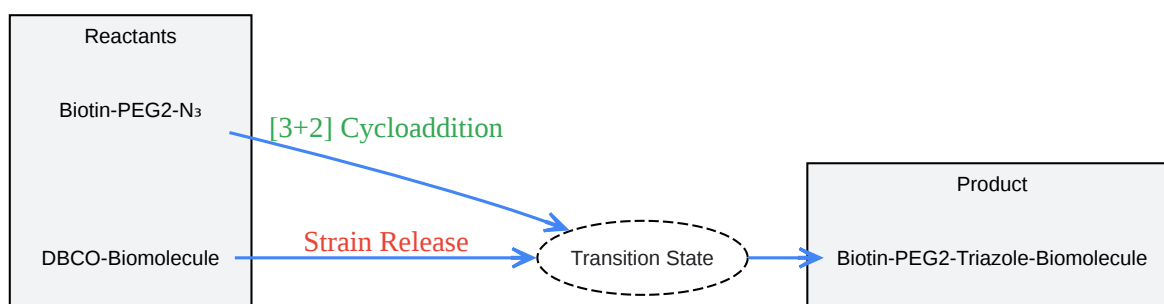 Reactants
Biotin-PEG2-N₃
[3+2] Cycloaddition
Product
Strain Release
DBCO-Biomolecule
Transition State
Biotin-PEG2-Triazole-Biomolecule